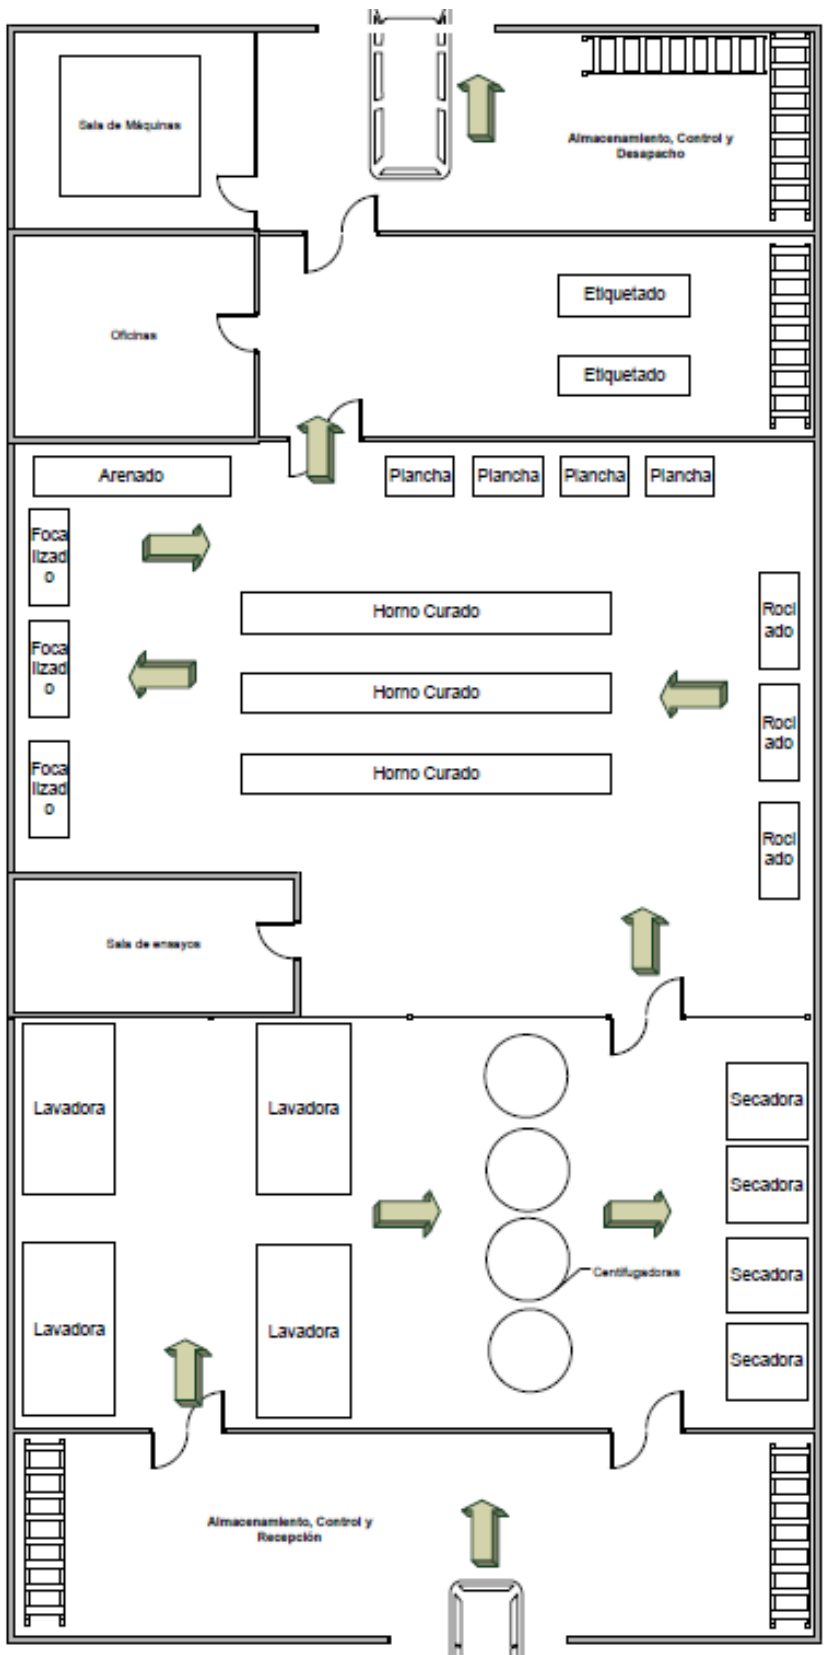 Sala de Máquinas
Almacenamiento, Control y
Desapacho
Etiquetado
Oficinas
Etiquetado
Arenado
Plancha
Plancha
Plancha
Plancha
Foca
lizad
o
Horno Curado
Roci
ado
Foca
lizad
o
Horno Curado
Roci
ado
Foca
lizad
o
Horno Curado
Roci
ado
Sala de ensayos
Lavadora
Lavadora
Secadora
Secadora
Centifugadoras
Secadora
Lavadora
Lavadora
Secadora
Almacenamiento, Control y
Recepción